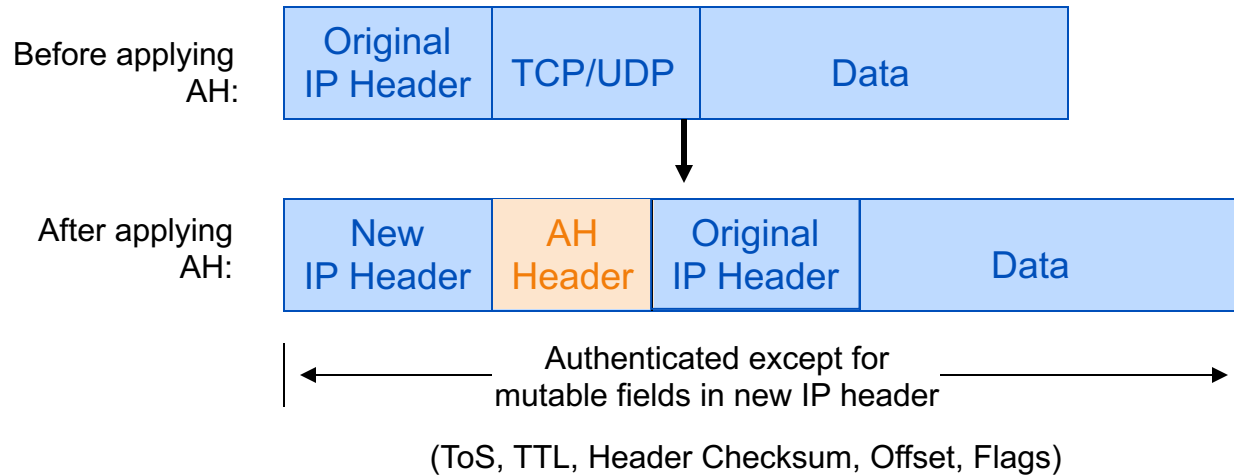 Before applying
AH:
Original
IP Header
TCP/UDP
Data
After applying
AH:
New
IP Header
AH
Header
Original
IP Header
Data
Authenticated except for
mutable fields in new IP header
(ToS, TTL, Header Checksum, Offset, Flags)